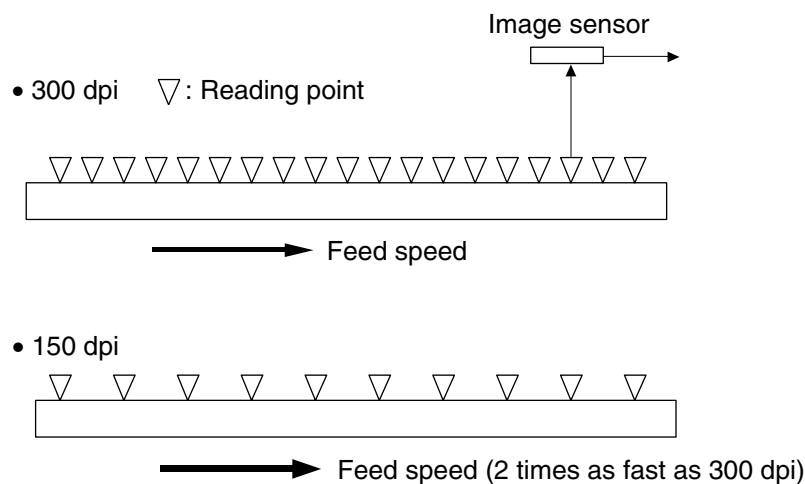 Image sensor
• 300 dpi ▽: Reading point
Feed speed
• 150 dpi
Feed speed (2 times as fast as 300 dpi)